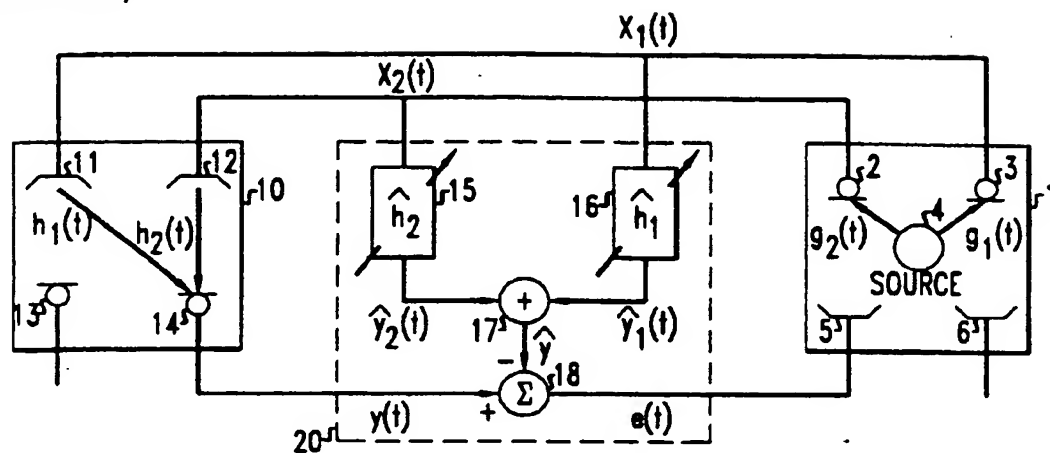 X1(t)
X2(t)
11
12
10
h1(t)
h2(t)
13
14
ĥ2
15
16
ĥ1
ŷ2(t)
17
+
ŷ1(t)
ŷ
−
Σ
18
+
y(t)
e(t)
20
2
3
4
g2(t)
g1(t)
SOURCE
5
6
1